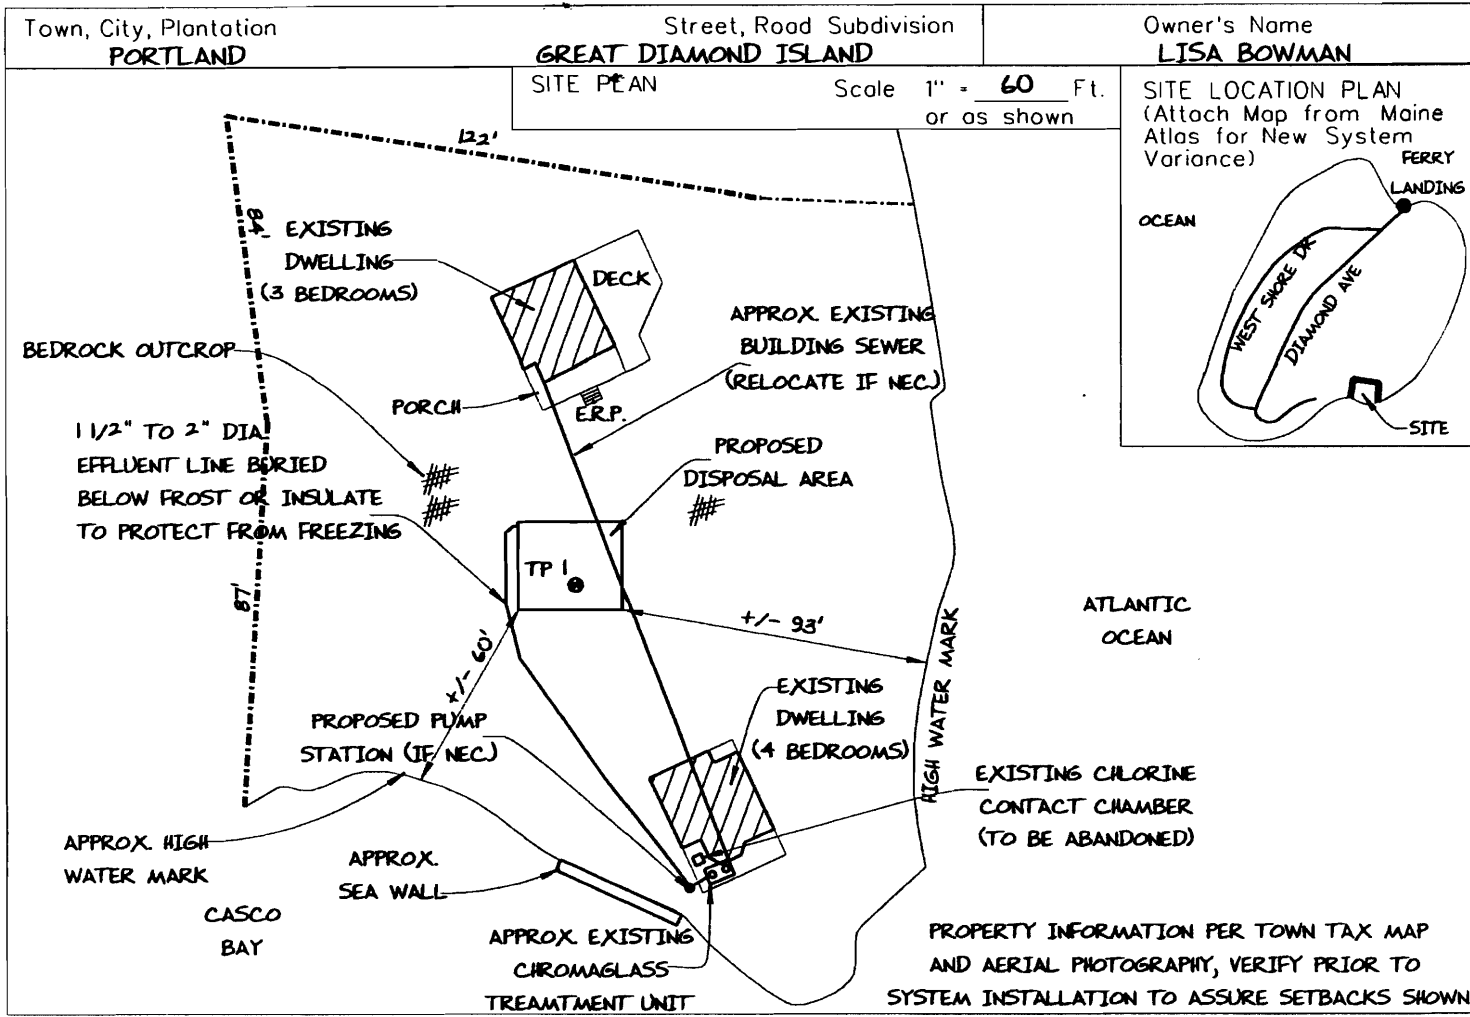 Town, City, Plantation
PORTLAND
Street, Road Subdivision
GREAT DIAMOND ISLAND
Owner's Name
LISA BOWMAN
SITE PLAN
Scale 1" = 60 Ft.
or as shown
SITE LOCATION PLAN
(Attach Map from Maine
Atlas for New System
Variance)
FERRY
LANDING
OCEAN
WEST SHORE DR
DIAMOND AVE
SITE
122'
84'
EXISTING
DWELLING
(3 BEDROOMS)
DECK
BEDROCK OUTCROP
PORCH
E.R.P.
APPROX. EXISTING
BUILDING SEWER
(RELOCATE IF NEC.)
1 1/2" TO 2" DIA.
EFFLUENT LINE BURIED
BELOW FROST OR INSULATE
TO PROTECT FROM FREEZING
PROPOSED
DISPOSAL AREA
TP 1
87'
+/- 93'
+/- 60'
ATLANTIC
OCEAN
HIGH WATER MARK
PROPOSED PUMP
STATION (IF NEC.)
EXISTING
DWELLING
(4 BEDROOMS)
EXISTING CHLORINE
CONTACT CHAMBER
(TO BE ABANDONED)
APPROX. HIGH
WATER MARK
APPROX.
SEA WALL
CASCO
BAY
APPROX. EXISTING
CHROMAGLASS
TREAMTMENT UNIT
PROPERTY INFORMATION PER TOWN TAX MAP
AND AERIAL PHOTOGRAPHY, VERIFY PRIOR TO
SYSTEM INSTALLATION TO ASSURE SETBACKS SHOWN